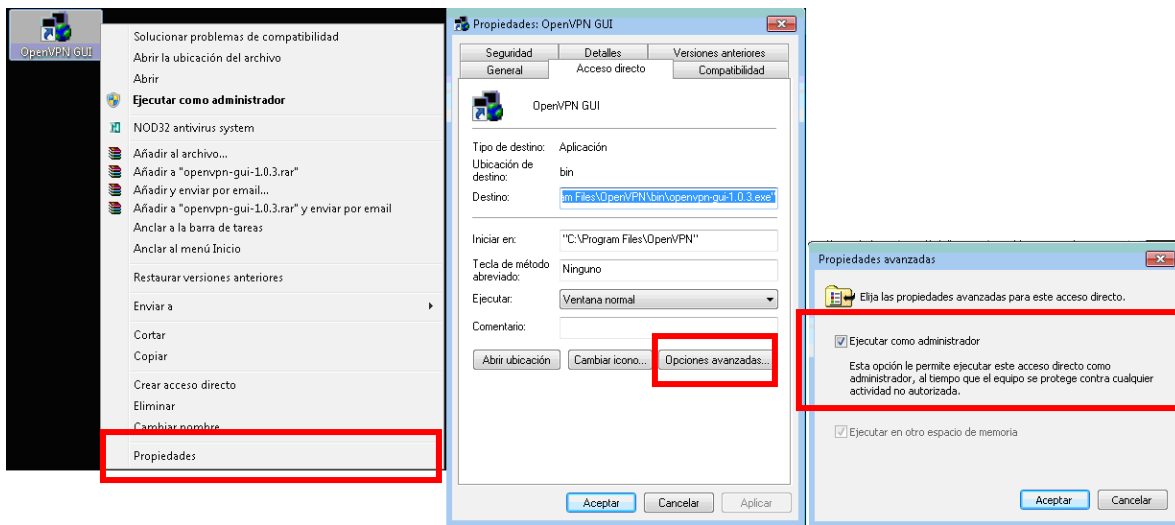 OpenVPN GUI
Solucionar problemas de compatibilidad
Abrir la ubicación del archivo
Abrir
Ejecutar como administrador
NOD32 antivirus system
Añadir al archivo...
Añadir a "openvpn-gui-1.0.3.rar"
Añadir y enviar por email...
Añadir a "openvpn-gui-1.0.3.rar" y enviar por email
Anclar a la barra de tareas
Anclar al menú Inicio
Restaurar versiones anteriores
Enviar a
Cortar
Copiar
Crear acceso directo
Eliminar
Cambiar nombre
Propiedades
Propiedades: OpenVPN GUI
Seguridad Detalles Versiones anteriores
General Acceso directo Compatibilidad
OpenVPN GUI
Tipo de destino: Aplicación
Ubicación de
destino: bin
Destino: am Files\OpenVPN\bin\openvpn-gui-1.0.3.exe"
Iniciar en: "C:\Program Files\OpenVPN"
Tecla de método
abreviado: Ninguno
Ejecutar: Ventana normal
Comentario:
Abrir ubicación Cambiar icono... Opciones avanzadas...
Aceptar Cancelar Aplicar
Propiedades avanzadas
Elija las propiedades avanzadas para este acceso directo.
Ejecutar como administrador
Esta opción le permite ejecutar este acceso directo como
administrador, al tiempo que el equipo se protege contra cualquier
actividad no autorizada.
Ejecutar en otro espacio de memoria
Aceptar Cancelar